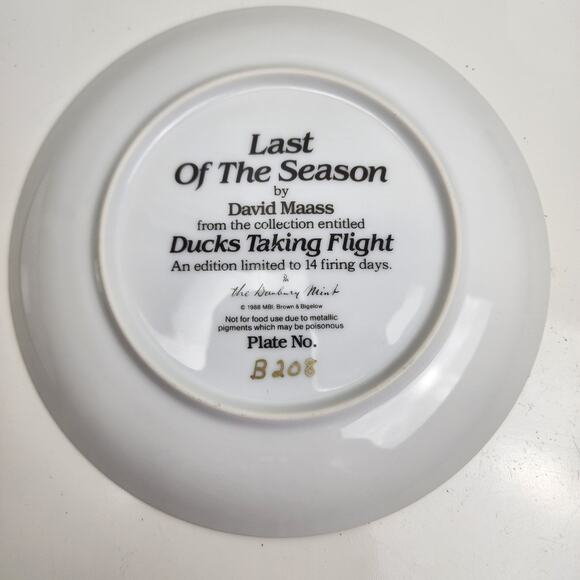 Last
Of The Season
by
David Maass
from the collection entitled
Ducks Taking Flight
An edition limited to 14 firing days.
The Danbury Mint
© 1988 MBI, Brown & Bigelow
Not for food use due to metallic
pigments which may be poisonous
Plate No.
B208